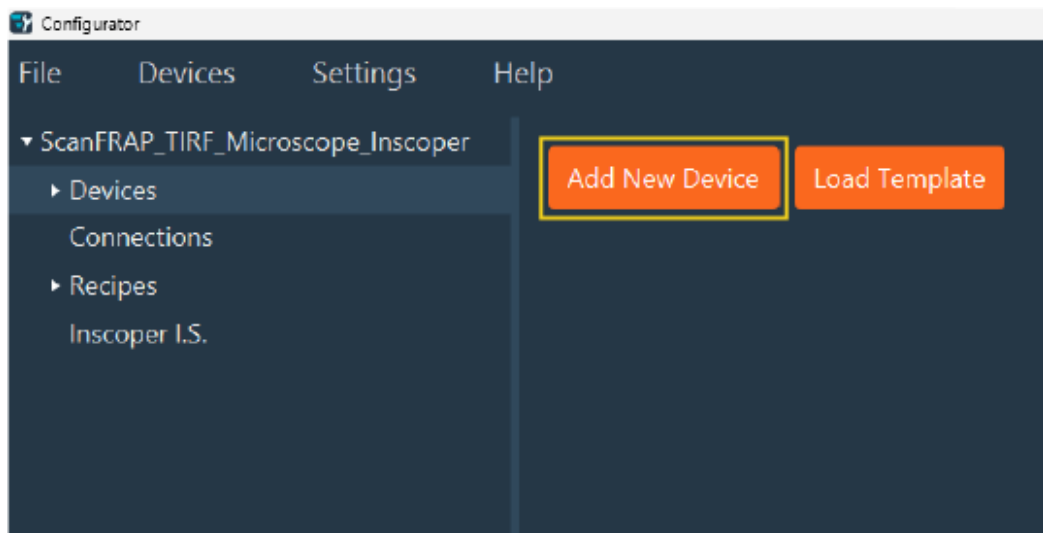 Configurator
File Devices Settings Help
ScanFRAP_TIRF_Microscope_Inscoper
Devices
Connections
Recipes
Inscoper I.S.
Add New Device Load Template